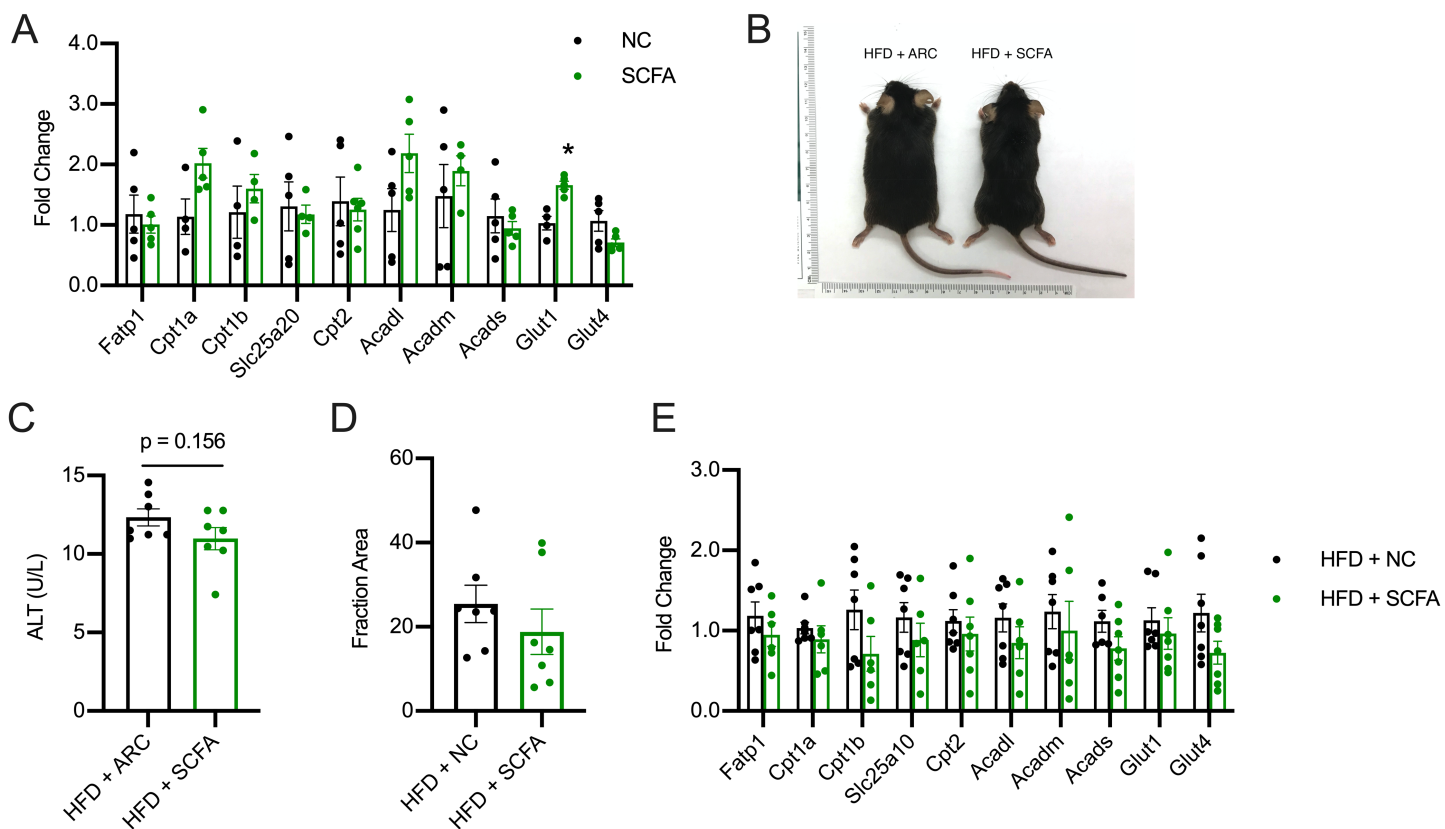 A
4.0
3.0
2.0
1.0
0.0
Fold Change
NC
SCFA
*
Fatp1
Cpt1a
Cpt1b
Slc25a20
Cpt2
Acadl
Acadm
Acads
Glut1
Glut4
B
HFD + ARC
HFD + SCFA
C
p = 0.156
15
10
5
0
ALT (U/L)
HFD + ARC
HFD + SCFA
D
60
40
20
0
Fraction Area
HFD + NC
HFD + SCFA
E
3.0
2.0
1.0
0.0
Fold Change
HFD + NC
HFD + SCFA
Fatp1
Cpt1a
Cpt1b
Slc25a10
Cpt2
Acadl
Acadm
Acads
Glut1
Glut4